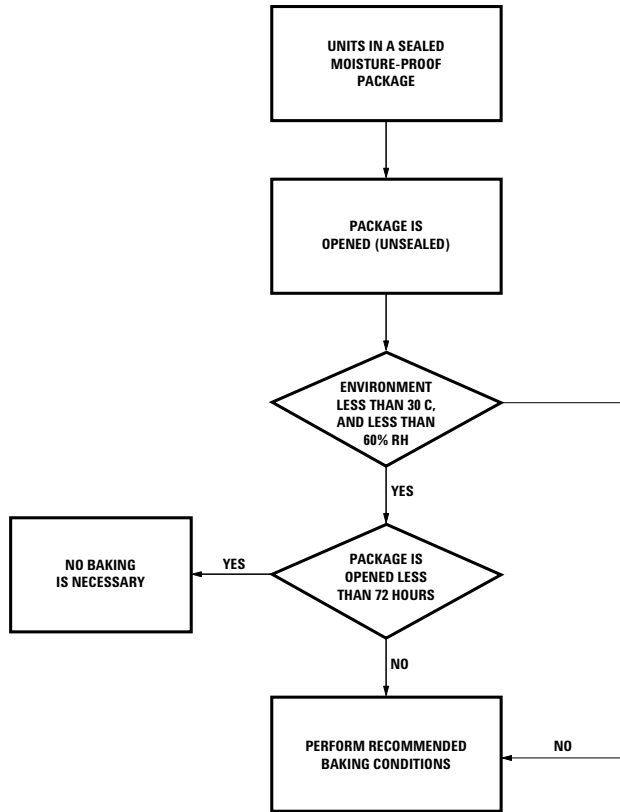 UNITS IN A SEALED
MOISTURE-PROOF
PACKAGE
PACKAGE IS
OPENED (UNSEALED)
ENVIRONMENT
LESS THAN 30 C,
AND LESS THAN
60% RH
YES
NO BAKING
IS NECESSARY
YES
PACKAGE IS
OPENED LESS
THAN 72 HOURS
NO
PERFORM RECOMMENDED
BAKING CONDITIONS
NO